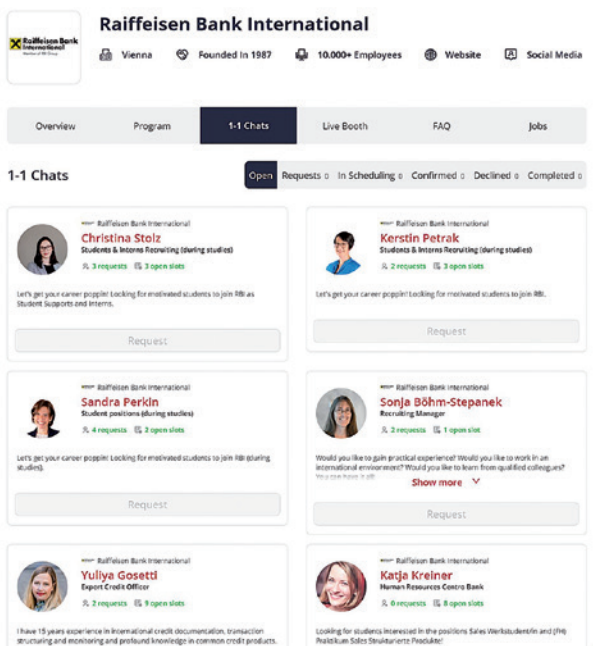 Raiffeisen Bank International
Raiffeisen Bank
International
Vienna
Founded In 1987
10.000+ Employees
Website
Social Media
Overview
Program
1-1 Chats
Live Booth
FAQ
Jobs
1-1 Chats
Open
Requests 0
In Scheduling 0
Confirmed 0
Declined 0
Completed 0
Raiffeisen Bank International
Christina Stolz
Students & Interns Recruiting (during studies)
3 requests
3 open slots
Let's get your career poppin! Looking for motivated students to join RBI as
Student Supports and Interns.
Request
Raiffeisen Bank International
Kerstin Petrak
Students & Interns Recruiting (during studies)
2 requests
3 open slots
Let's get your career poppin! Looking for motivated students to join RBI.
Request
Raiffeisen Bank International
Sandra Perkin
Student positions (during studies)
4 requests
2 open slots
Let's get your career poppin! Looking for motivated students to join RBI (during
studies).
Request
Raiffeisen Bank International
Sonja Böhm-Stepanek
Recruiting Manager
2 requests
1 open slot
Would you like to gain practical experience? Would you like to work in an
international environment? Would you like to learn from qualified colleagues?
You can have it all!
Show more
Request
Raiffeisen Bank International
Yuliya Gosetti
Expert Credit Officer
2 requests
9 open slots
I have 15 years experience in international credit documentation, transaction
structuring and monitoring and profound knowledge in common credit products.
Raiffeisen Bank International
Katja Kreiner
Human Resources Centro Bank
6 requests
8 open slots
Looking for students interested in the positions Sales Werkstudent/in and (FH)
Praktikum Sales Strukturierte Produkte!